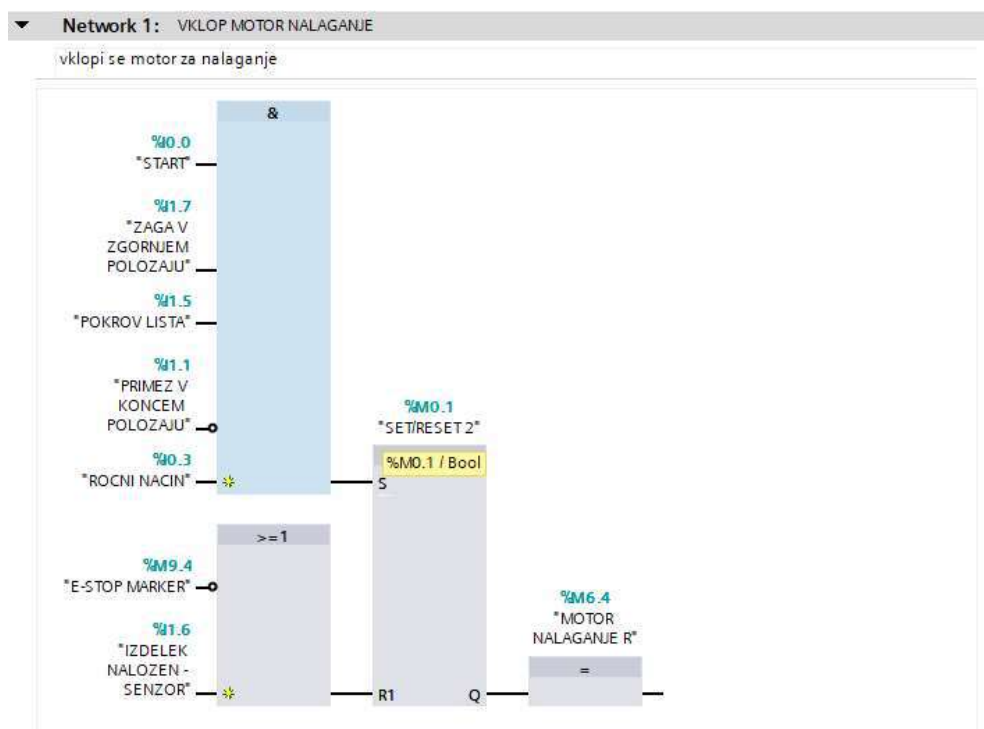 Network 1: VKLOP MOTOR NALAGANJE
vklopi se motor za nalaganje
&
%I0.0
"START"
%I1.7
"ZAGA V
ZGORNJEM
POLOZAJU"
%I1.5
"POKROV LISTA"
%I1.1
"PRIMEZ V
KONCEM
POLOZAJU"
%I0.3
"ROCNI NACIN"
%M0.1
"SET/RESET 2"
%M0.1 / Bool
S
>=1
%M9.4
"E-STOP MARKER"
%I1.6
"IZDELEK
NALOZEN -
SENZOR"
R1
Q
%M6.4
"MOTOR
NALAGANJE R"
=